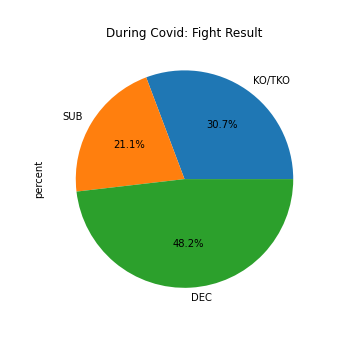 During Covid: Fight Result
KO/TKO
30.7%
SUB
21.1%
percent
48.2%
DEC